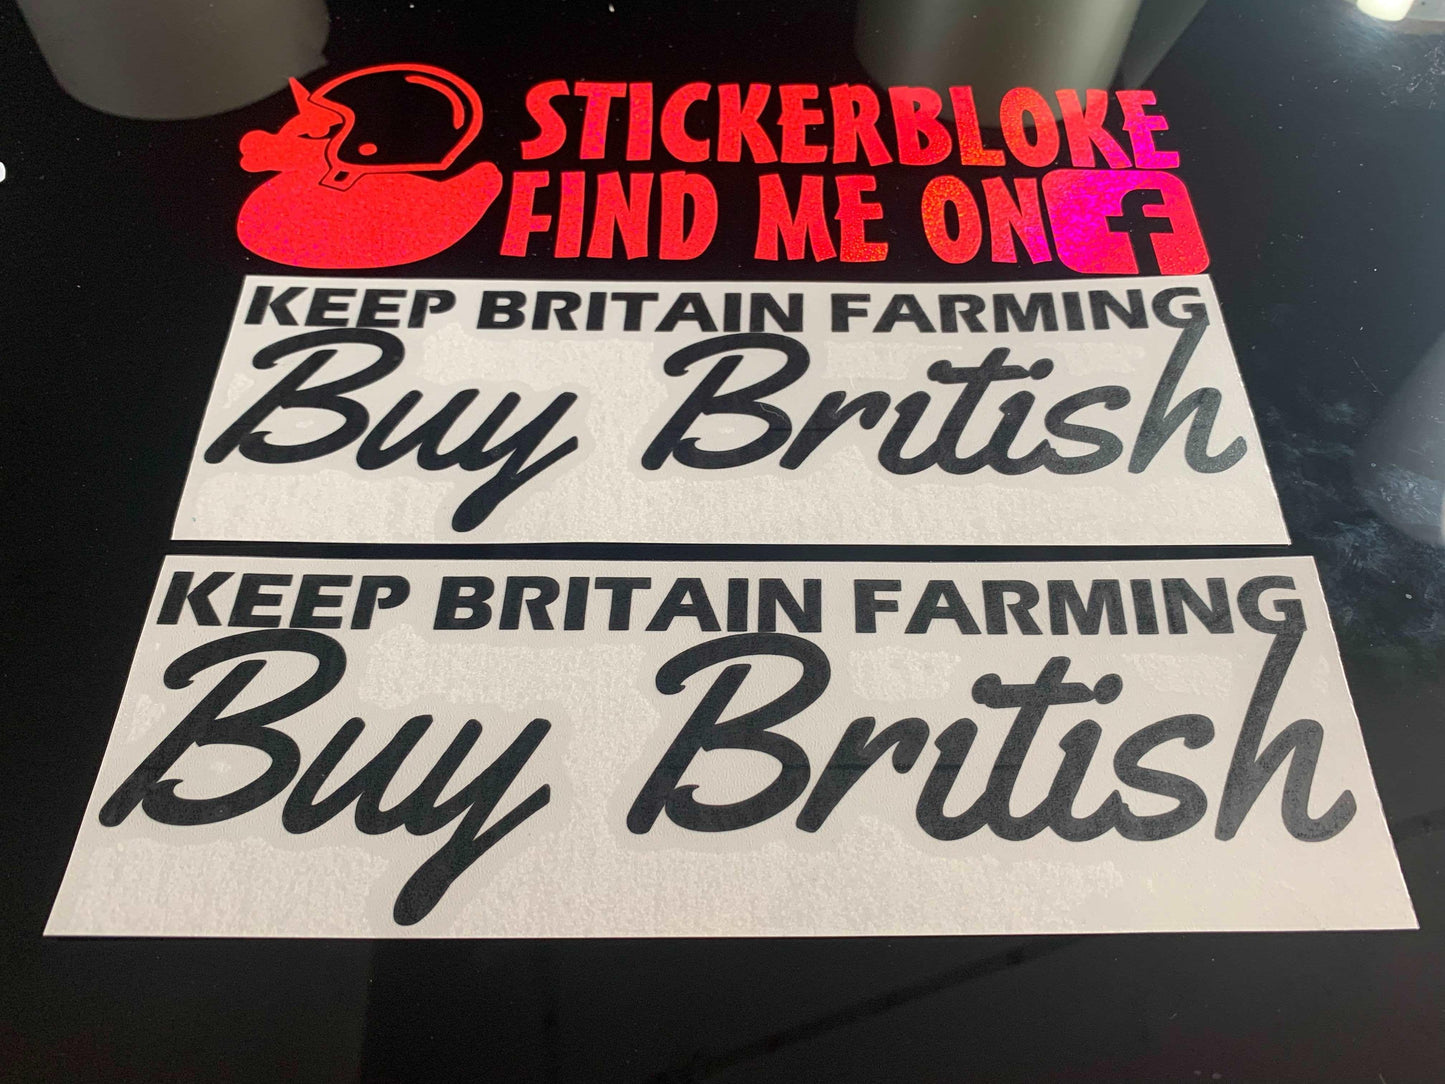 STICKERBLOKE
FIND ME ON f
KEEP BRITAIN FARMING
Buy British
KEEP BRITAIN FARMING
Buy British